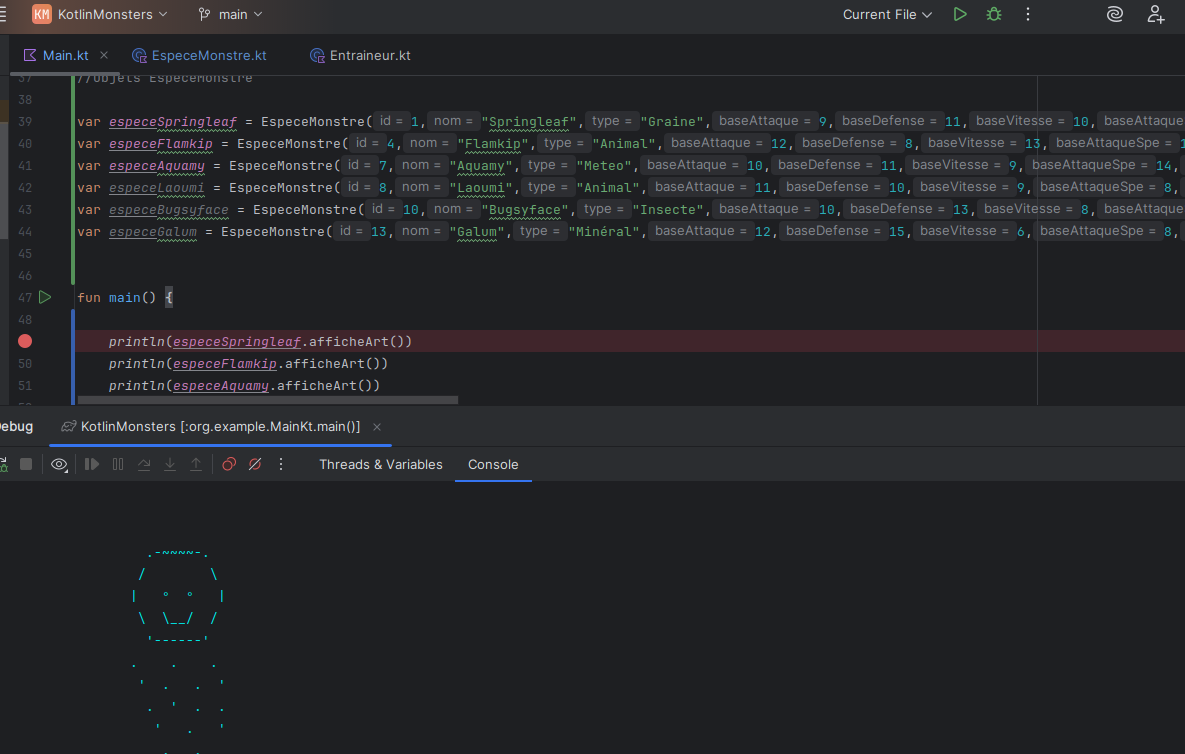 KM KotlinMonsters main Current File
Main.kt EspeceMonstre.kt Entraineur.kt
37 //objets EspeceMonstre
38
39 var especeSpringleaf = EspeceMonstre( id = 1, nom = "Springleaf", type = "Graine", baseAttaque = 9, baseDefense = 11, baseVitesse = 10, baseAttaque
40 var especeFlamkip = EspeceMonstre( id = 4, nom = "Flamkip", type = "Animal", baseAttaque = 12, baseDefense = 8, baseVitesse = 13, baseAttaqueSpe = 1
41 var especeAquamy = EspeceMonstre( id = 7, nom = "Aquamy", type = "Meteo", baseAttaque = 10, baseDefense = 11, baseVitesse = 9, baseAttaqueSpe = 14,
42 var especeLaoumi = EspeceMonstre( id = 8, nom = "Laoumi", type = "Animal", baseAttaque = 11, baseDefense = 10, baseVitesse = 9, baseAttaqueSpe = 8,
43 var especeBugsyface = EspeceMonstre( id = 10, nom = "Bugsyface", type = "Insecte", baseAttaque = 10, baseDefense = 13, baseVitesse = 8, baseAttaque
44 var especeGalum = EspeceMonstre( id = 13, nom = "Galum", type = "Minéral", baseAttaque = 12, baseDefense = 15, baseVitesse = 6, baseAttaqueSpe = 8,
45
46
47 fun main() {
48
println(especeSpringleaf.afficheArt())
50 println(especeFlamkip.afficheArt())
51 println(especeAquamy.afficheArt())
ebug KotlinMonsters [:org.example.MainKt.main()]
Threads & Variables Console
.-~~~~-.
/        \
|   °  °   |
\  \__/  /
'------'
.    .    .
'  .   .  '
.  '  .  .
'   .   '